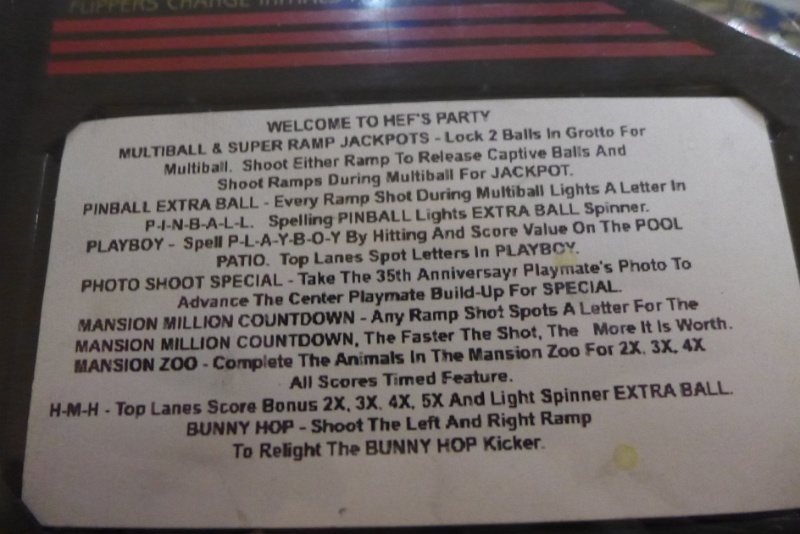 FLIPPERS CHANGE INITIALS
WELCOME TO HEF'S PARTY
MULTIBALL & SUPER RAMP JACKPOTS - Lock 2 Balls In Grotto For
Multiball. Shoot Either Ramp To Release Captive Balls And
Shoot Ramps During Multiball For JACKPOT.
PINBALL EXTRA BALL - Every Ramp Shot During Multiball Lights A Letter In
P-I-N-B-A-L-L. Spelling PINBALL Lights EXTRA BALL Spinner.
PLAYBOY - Spell P-L-A-Y-B-O-Y By Hitting And Score Value On The POOL
PATIO. Top Lanes Spot Letters In PLAYBOY.
PHOTO SHOOT SPECIAL - Take The 35th Anniversayr Playmate's Photo To
Advance The Center Playmate Build-Up For SPECIAL.
MANSION MILLION COUNTDOWN - Any Ramp Shot Spots A Letter For The
MANSION MILLION COUNTDOWN, The Faster The Shot, The More It Is Worth.
MANSION ZOO - Complete The Animals In The Mansion Zoo For 2X, 3X, 4X
All Scores Timed Feature.
H-M-H - Top Lanes Score Bonus 2X, 3X, 4X, 5X And Light Spinner EXTRA BALL.
BUNNY HOP - Shoot The Left And Right Ramp
To Relight The BUNNY HOP Kicker.